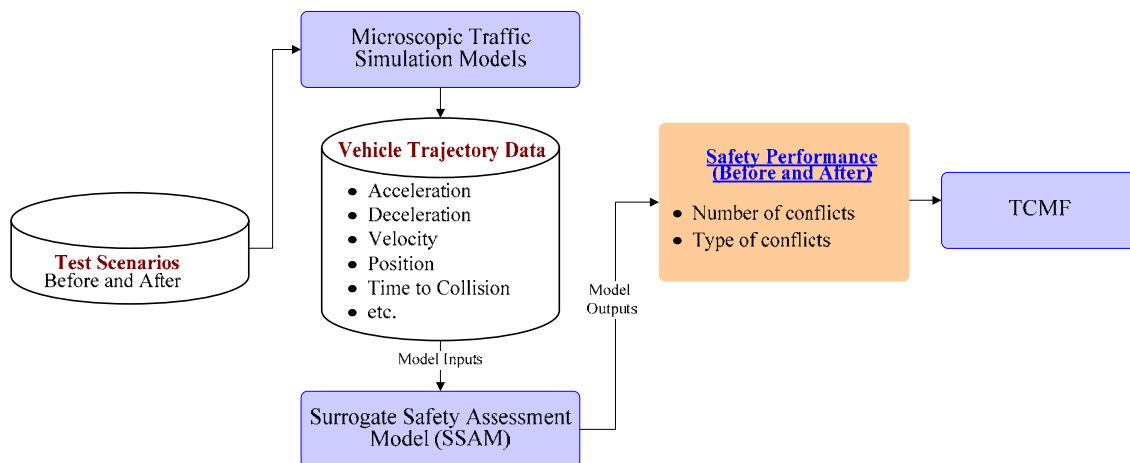 Microscopic Traffic
Simulation Models
Vehicle Trajectory Data
• Acceleration
• Deceleration
• Velocity
• Position
• Time to Collision
• etc.
Test Scenarios
Before and After
Model Inputs
Surrogate Safety Assessment
Model (SSAM)
Model
Outputs
Safety Performance
(Before and After)
• Number of conflicts
• Type of conflicts
TCMF